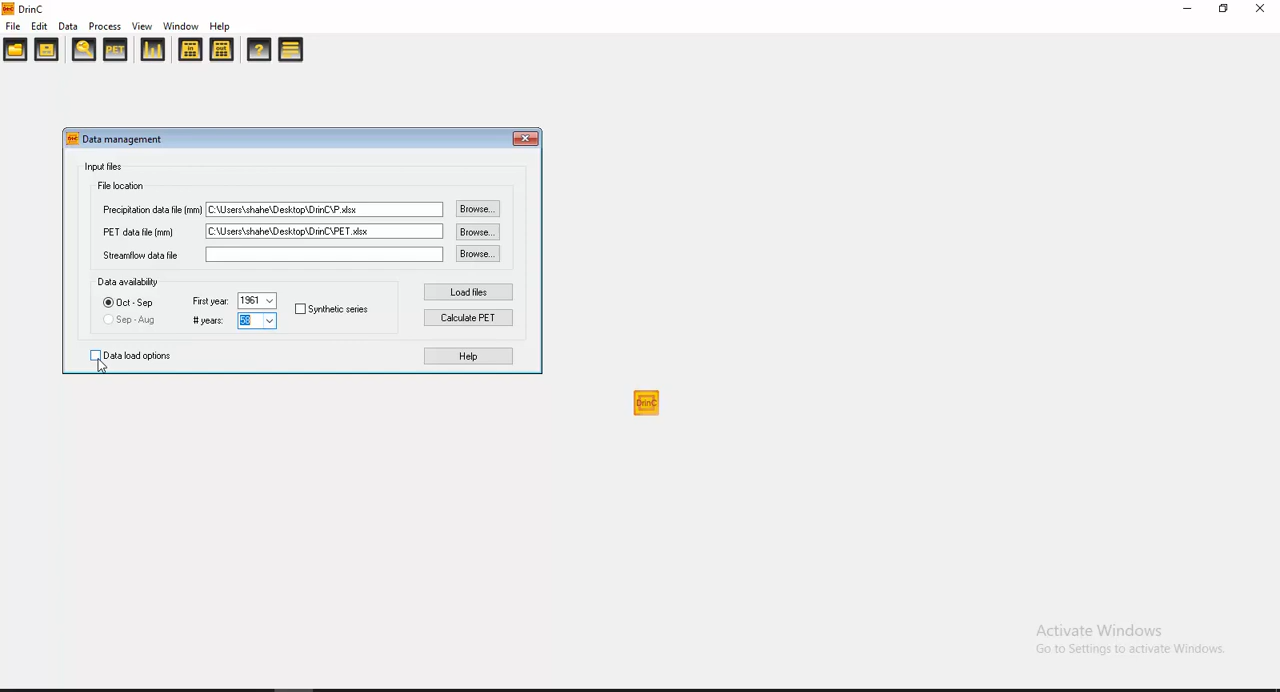 DrinC
File Edit Data Process View Window Help
PET in out ?
Data management
Input files
File location
Precipitation data file (mm) C:\Users\shahe\Desktop\DrinC\P.xlsx Browse...
PET data file (mm) C:\Users\shahe\Desktop\DrinC\PET.xlsx Browse...
Streamflow data file Browse...
Data availability
Oct - Sep First year: 1961 Synthetic series Load files
Sep - Aug # years: 58 Calculate PET
Data load options Help
DrinC
Activate Windows
Go to Settings to activate Windows.